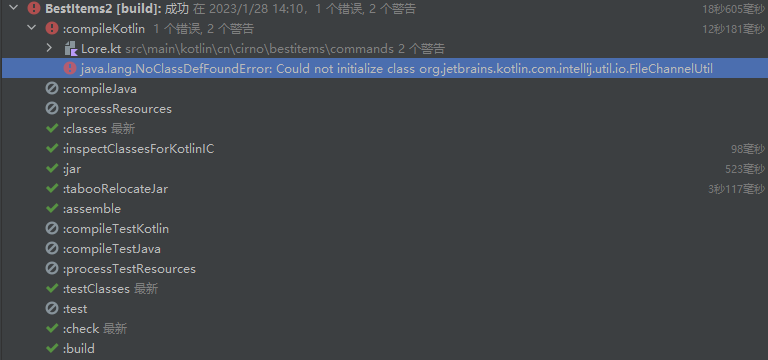 BestItems2 [build]: 成功 在 2023/1/28 14:10，1 个错误, 2 个警告 18秒605毫秒
:compileKotlin 1 个错误, 2 个警告 12秒181毫秒
Lore.kt src\main\kotlin\cn\cirno\bestitems\commands 2 个警告
java.lang.NoClassDefFoundError: Could not initialize class org.jetbrains.kotlin.com.intellij.util.io.FileChannelUtil
:compileJava
:processResources
:classes 最新
:inspectClassesForKotlinIC 98毫秒
:jar 523毫秒
:tabooRelocateJar 3秒117毫秒
:assemble
:compileTestKotlin
:compileTestJava
:processTestResources
:testClasses 最新
:test
:check 最新
:build